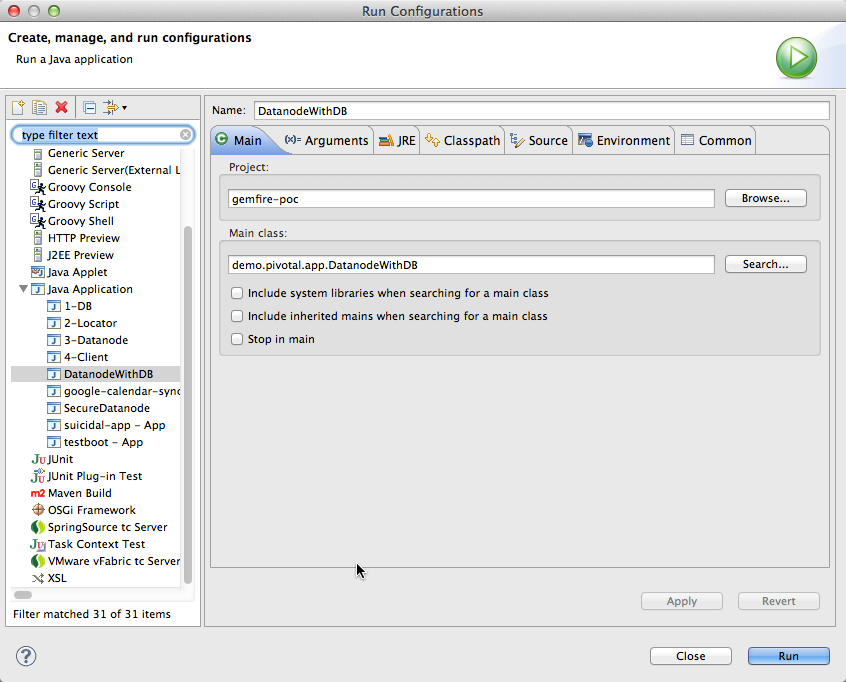 Run Configurations
Create, manage, and run configurations
Run a Java application
type filter text
Generic Server
Generic Server(External L
Groovy Console
Groovy Script
Groovy Shell
HTTP Preview
J2EE Preview
Java Applet
Java Application
1-DB
2-Locator
3-Datanode
4-Client
DatanodeWithDB
google-calendar-sync
SecureDatanode
suicidal-app - App
testboot - App
JUnit
JUnit Plug-in Test
Maven Build
OSGi Framework
SpringSource tc Server
Task Context Test
VMware vFabric tc Server
XSL
Filter matched 31 of 31 items
Name: DatanodeWithDB
Main (x)= Arguments JRE Classpath Source Environment Common
Project:
gemfire-poc Browse...
Main class:
demo.pivotal.app.DatanodeWithDB Search...
Include system libraries when searching for a main class
Include inherited mains when searching for a main class
Stop in main
Apply Revert
? Close Run